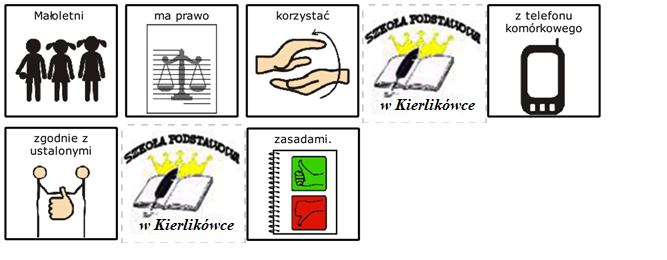 Małoletni
ma prawo
korzystać
SZKOŁA PODSTAWOWA
w Kierlikówce
z telefonu
komórkowego
zgodnie z
ustalonymi
SZKOŁA PODSTAWOWA
w Kierlikówce
zasadami.